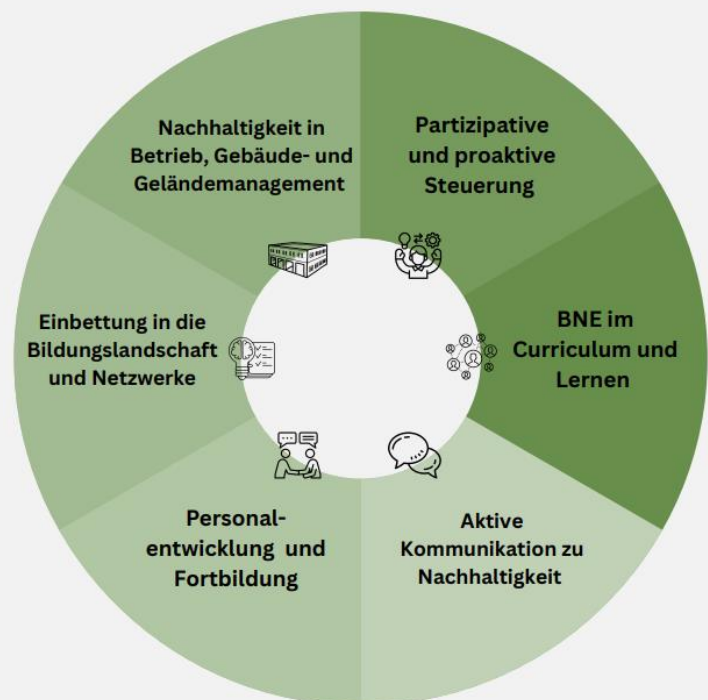 Nachhaltigkeit in
Betrieb, Gebäude- und
Geländemanagement
Partizipative
und proaktive
Steuerung
Einbettung in die
Bildungslandschaft
und Netzwerke
BNE im
Curriculum und
Lernen
Personal-
entwicklung und
Fortbildung
Aktive
Kommunikation zu
Nachhaltigkeit